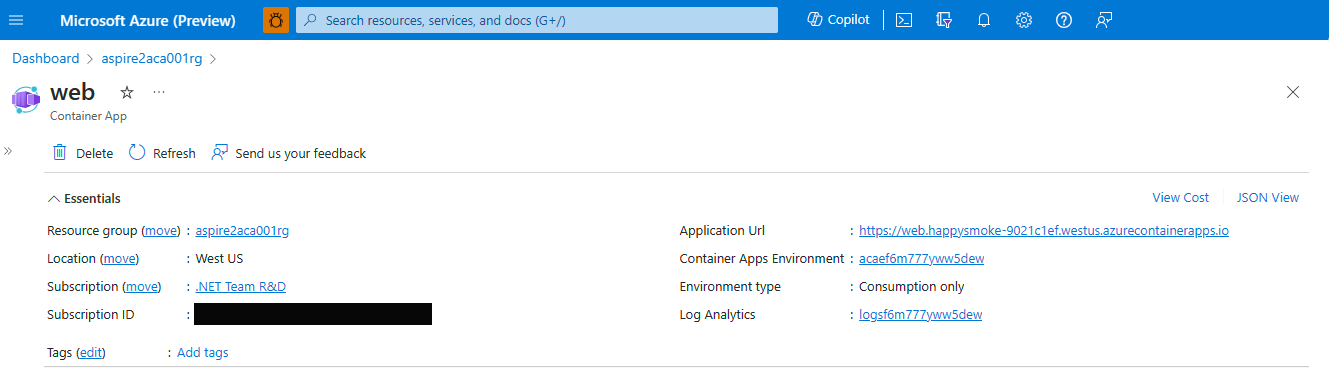 Microsoft Azure (Preview) Search resources, services, and docs (G+/) Copilot
Dashboard > aspire2aca001rg >
web
Container App
Delete Refresh Send us your feedback
Essentials View Cost JSON View
Resource group (move) : aspire2aca001rg
Location (move) : West US
Subscription (move) : .NET Team R&D
Subscription ID :
Tags (edit) : Add tags
Application Url : https://web.happysmoke-9021c1ef.westus.azurecontainerapps.io
Container Apps Environment : acaef6m777yww5dew
Environment type : Consumption only
Log Analytics : logsf6m777yww5dew